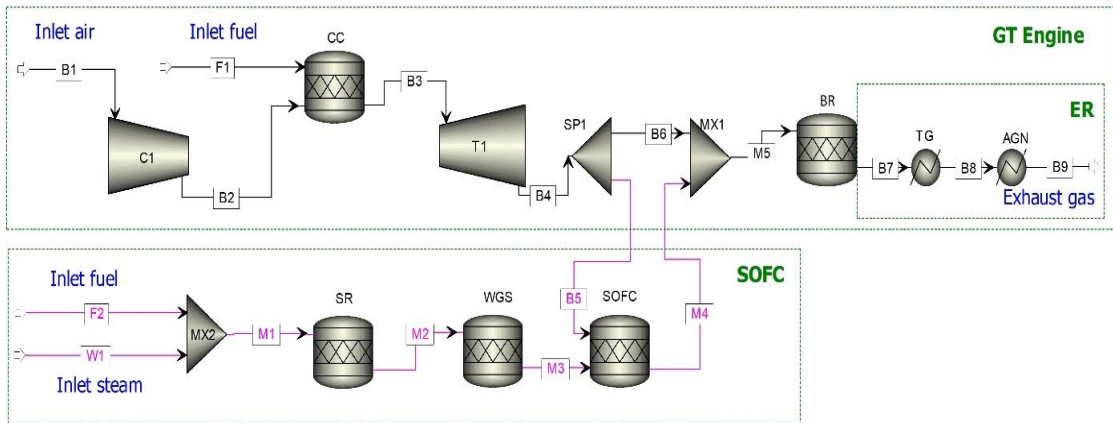 Inlet air
Inlet fuel
CC
GT Engine
B1
F1
B3
C1
B2
T1
SP1
B4
B6
MX1
M5
BR
ER
TG
AGN
B7
B8
B9
Exhaust gas
SOFC
Inlet fuel
F2
W1
Inlet steam
MX2
M1
SR
M2
WGS
M3
SOFC
B5
M4